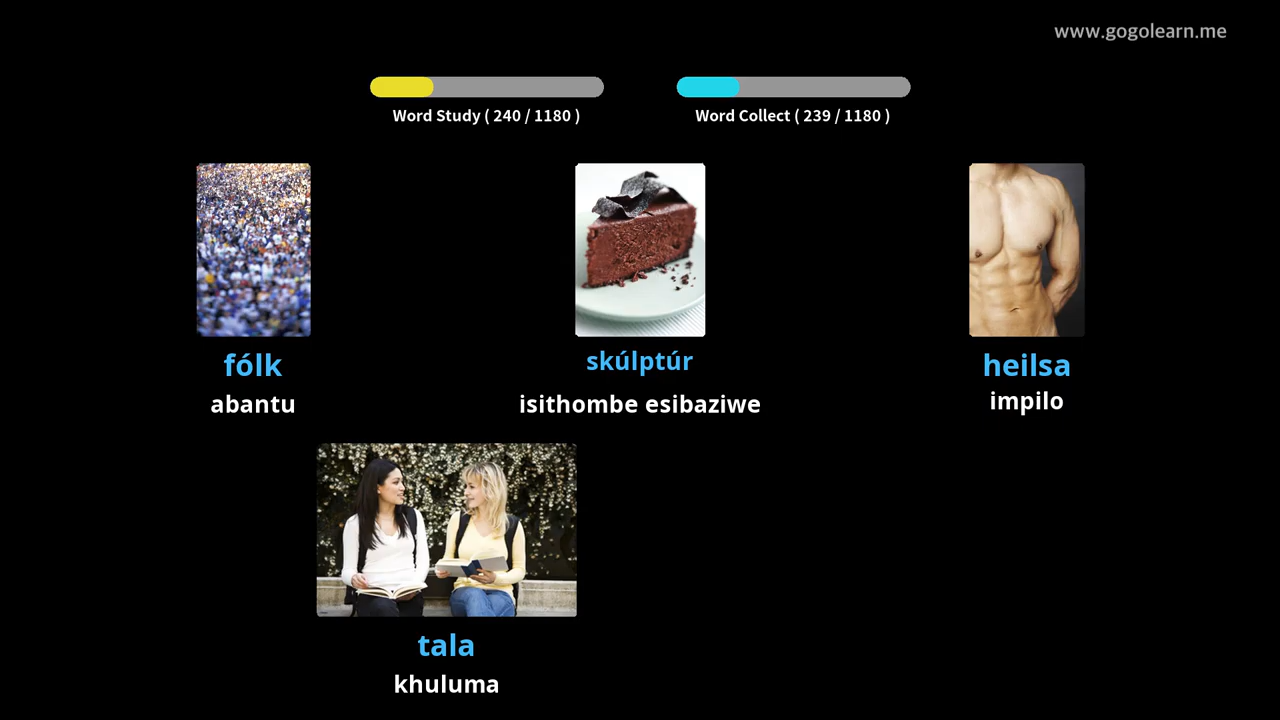 www.gogolearn.me
Word Study ( 240 / 1180 )
Word Collect ( 239 / 1180 )
fólk
abantu
skúlptúr
isithombe esibaziwe
heilsa
impilo
tala
khuluma